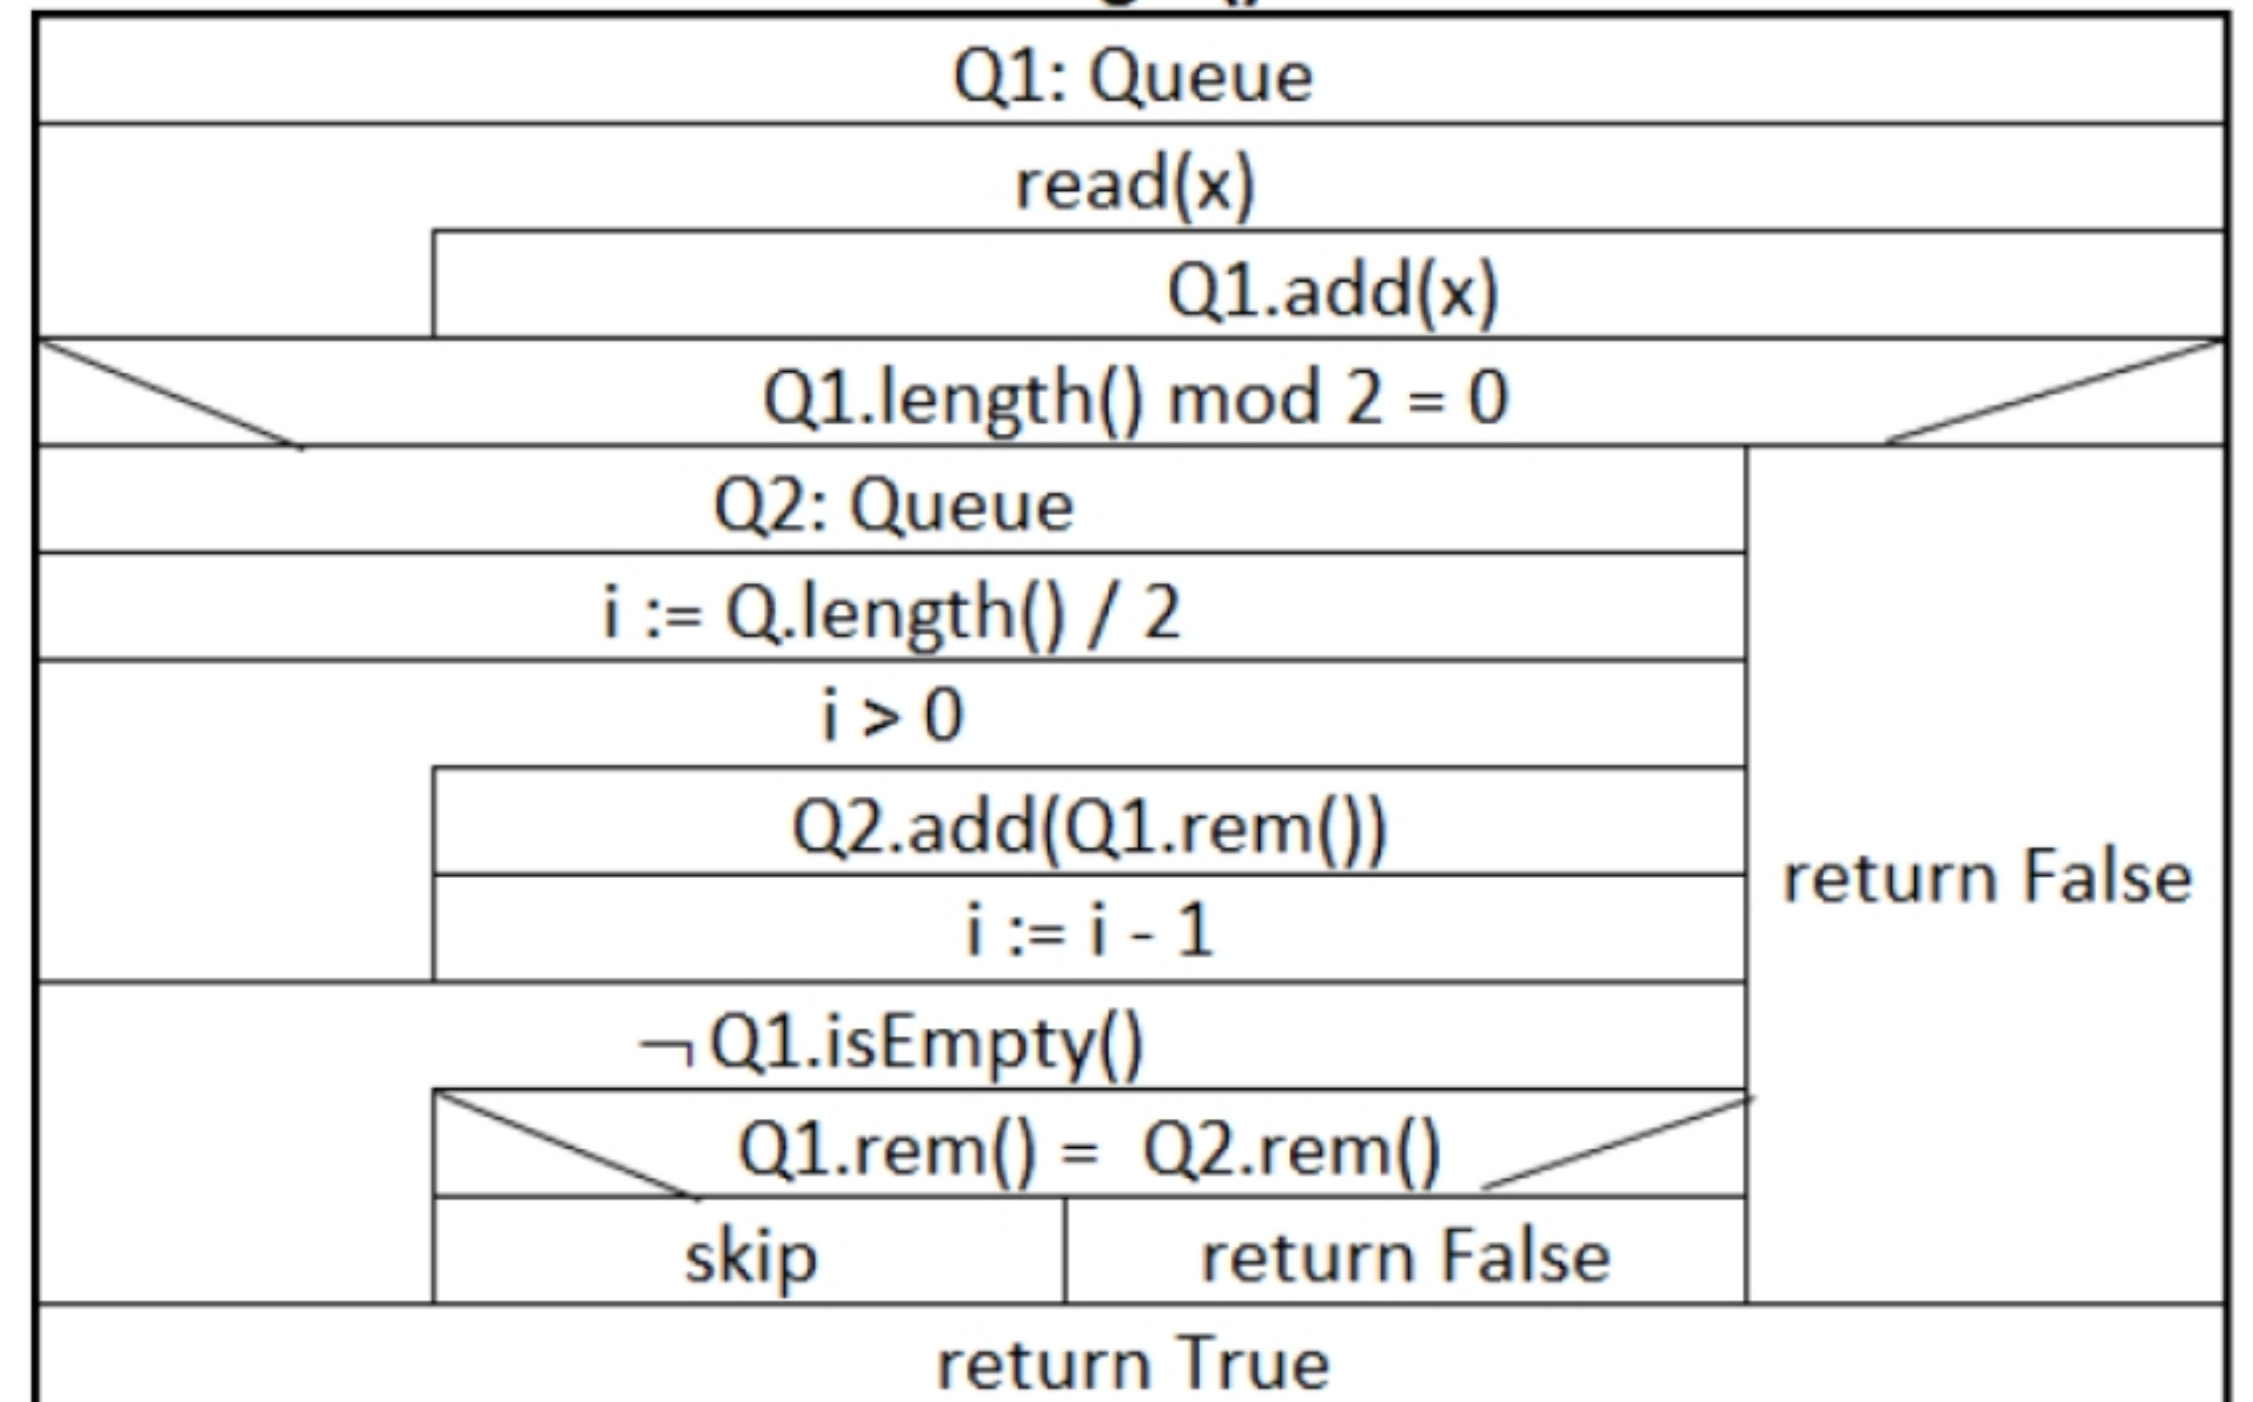 Q1: Queue
read(x)
Q1.add(x)
Q1.length() mod 2 = 0
Q2: Queue
i := Q.length() / 2
i > 0
Q2.add(Q1.rem())
i := i - 1
return False
¬ Q1.isEmpty()
Q1.rem() = Q2.rem()
skip
return False
return True